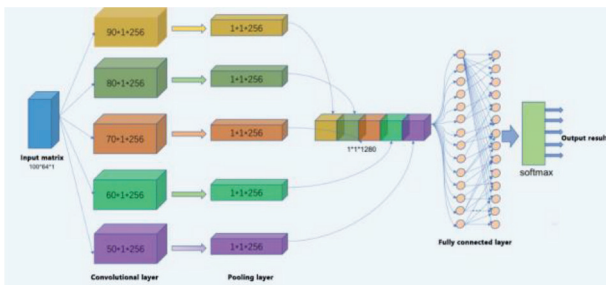 90*1*256
1*1*256
80*1*256
1*1*256
70*1*256
1*1*256
Input matrix
100*64*1
1*1*1280
Output result
softmax
60*1*256
1*1*256
50*1*256
1*1*256
Fully connected layer
Convolutional layer
Pooling layer